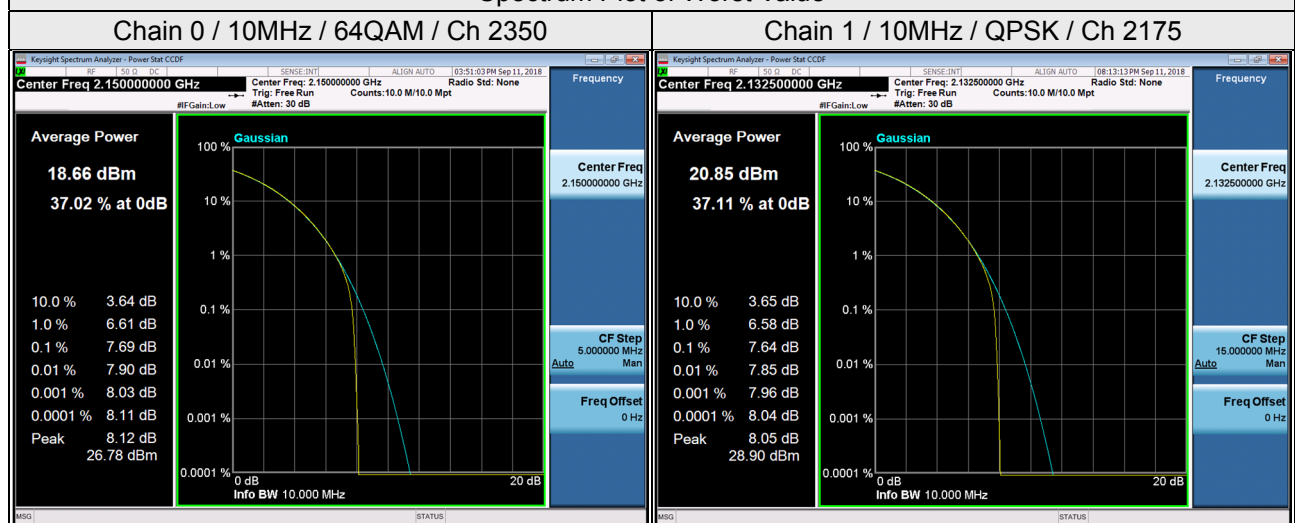 Chain 0 / 10MHz / 64QAM / Ch 2350
Keysight Spectrum Analyzer - Power Stat CCDF
LXI RF 50 Ω DC SENSE:INT ALIGN AUTO 03:51:03 PM Sep 11, 2018
Center Freq 2.150000000 GHz
Center Freq: 2.150000000 GHz Radio Std: None
Trig: Free Run Counts:10.0 M/10.0 Mpt
#IFGain:Low #Atten: 30 dB
Frequency
Average Power
18.66 dBm
37.02 % at 0dB
10.0 % 3.64 dB
1.0 % 6.61 dB
0.1 % 7.69 dB
0.01 % 7.90 dB
0.001 % 8.03 dB
0.0001 % 8.11 dB
Peak 8.12 dB
26.78 dBm
Gaussian
100 %
10 %
1 %
0.1 %
0.01 %
0.001 %
0.0001 %
0 dB 20 dB
Info BW 10.000 MHz
Center Freq
2.150000000 GHz
CF Step
5.000000 MHz
Auto Man
Freq Offset
0 Hz
MSG STATUS
Chain 1 / 10MHz / QPSK / Ch 2175
Keysight Spectrum Analyzer - Power Stat CCDF
LXI RF 50 Ω DC SENSE:INT ALIGN AUTO 08:13:13 PM Sep 11, 2018
Center Freq 2.132500000 GHz
Center Freq: 2.132500000 GHz Radio Std: None
Trig: Free Run Counts:10.0 M/10.0 Mpt
#IFGain:Low #Atten: 30 dB
Frequency
Average Power
20.85 dBm
37.11 % at 0dB
10.0 % 3.65 dB
1.0 % 6.58 dB
0.1 % 7.64 dB
0.01 % 7.85 dB
0.001 % 7.96 dB
0.0001 % 8.04 dB
Peak 8.05 dB
28.90 dBm
Gaussian
100 %
10 %
1 %
0.1 %
0.01 %
0.001 %
0.0001 %
0 dB 20 dB
Info BW 10.000 MHz
Center Freq
2.132500000 GHz
CF Step
15.000000 MHz
Auto Man
Freq Offset
0 Hz
MSG STATUS